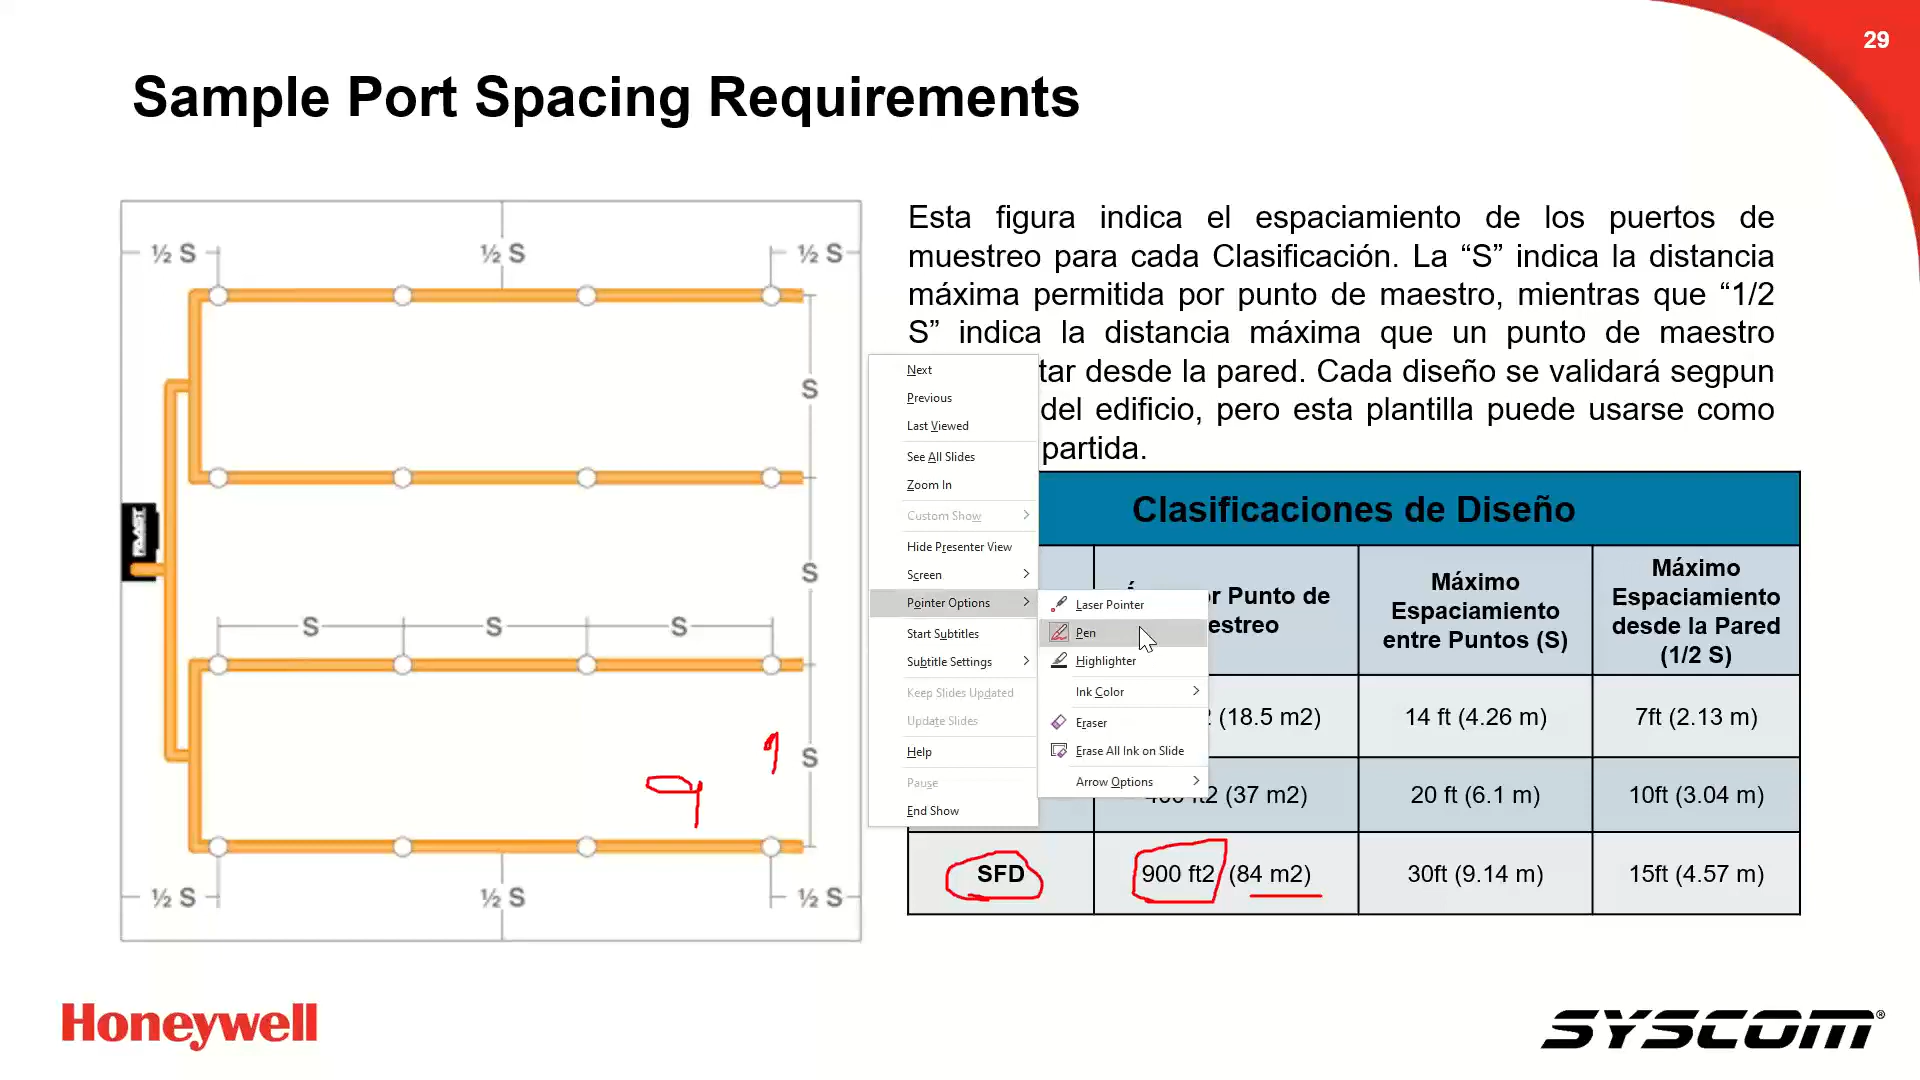 29
Sample Port Spacing Requirements
½ S
½ S
½ S
S
S
S
S
S
S
½ S
½ S
½ S
FAAST
9
9
Esta figura indica el espaciamiento de los puertos de
muestreo para cada Clasificación. La “S” indica la distancia
máxima permitida por punto de maestro, mientras que “1/2
S” indica la distancia máxima que un punto de maestro
tar desde la pared. Cada diseño se validará segpun
del edificio, pero esta plantilla puede usarse como
partida.
Next
Previous
Last Viewed
See All Slides
Zoom In
Custom Show
Hide Presenter View
Screen
Pointer Options
Start Subtitles
Subtitle Settings
Keep Slides Updated
Update Slides
Help
Pause
End Show
Laser Pointer
Pen
Highlighter
Ink Color
Eraser
Erase All Ink on Slide
Arrow Options
Clasificaciones de Diseño
r Punto de
estreo
Máximo
Espaciamiento
entre Puntos (S)
Máximo
Espaciamiento
desde la Pared
(1/2 S)
(18.5 m2)
14 ft (4.26 m)
7ft (2.13 m)
(37 m2)
20 ft (6.1 m)
10ft (3.04 m)
SFD
900 ft2 (84 m2)
30ft (9.14 m)
15ft (4.57 m)
Honeywell
SYSCOM®